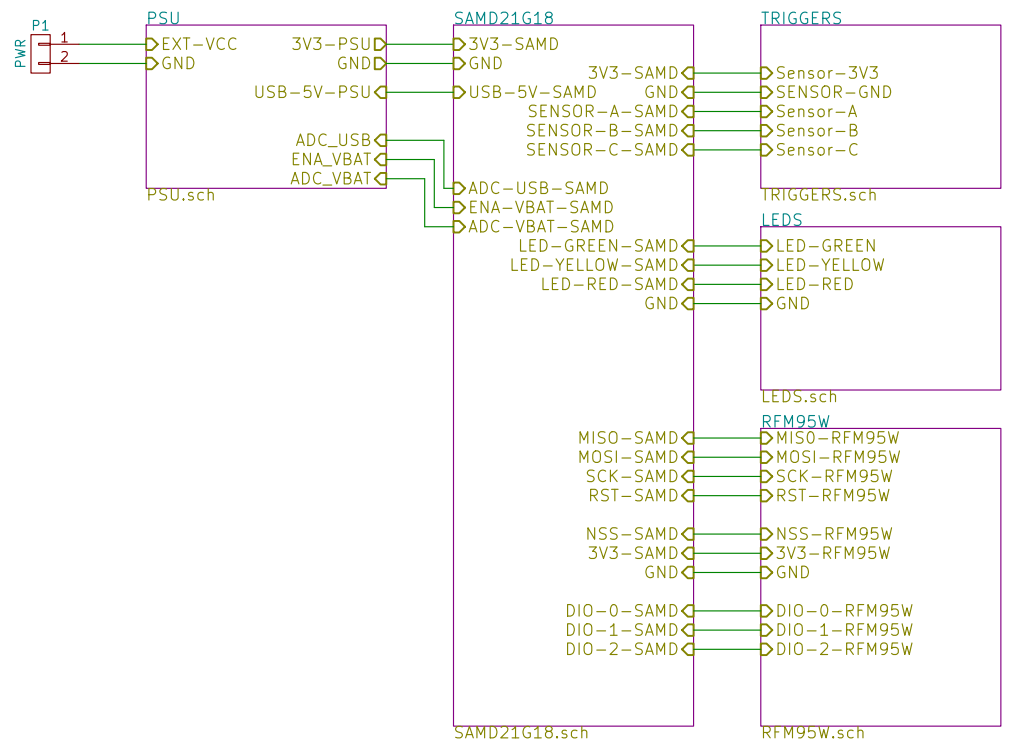 P1
PWR
1
2
PSU
EXT-VCC
GND
3V3-PSU
GND
USB-5V-PSU
ADC_USB
ENA_VBAT
ADC_VBAT
PSU.sch
SAMD21G18
3V3-SAMD
GND
USB-5V-SAMD
ADC-USB-SAMD
ENA-VBAT-SAMD
ADC-VBAT-SAMD
3V3-SAMD
GND
SENSOR-A-SAMD
SENSOR-B-SAMD
SENSOR-C-SAMD
LED-GREEN-SAMD
LED-YELLOW-SAMD
LED-RED-SAMD
GND
MISO-SAMD
MOSI-SAMD
SCK-SAMD
RST-SAMD
NSS-SAMD
3V3-SAMD
GND
DIO-0-SAMD
DIO-1-SAMD
DIO-2-SAMD
SAMD21G18.sch
TRIGGERS
Sensor-3V3
SENSOR-GND
Sensor-A
Sensor-B
Sensor-C
TRIGGERS.sch
LEDS
LED-GREEN
LED-YELLOW
LED-RED
GND
LEDS.sch
RFM95W
MIS0-RFM95W
MOSI-RFM95W
SCK-RFM95W
RST-RFM95W
NSS-RFM95W
3V3-RFM95W
GND
DIO-0-RFM95W
DIO-1-RFM95W
DIO-2-RFM95W
RFM95W.sch